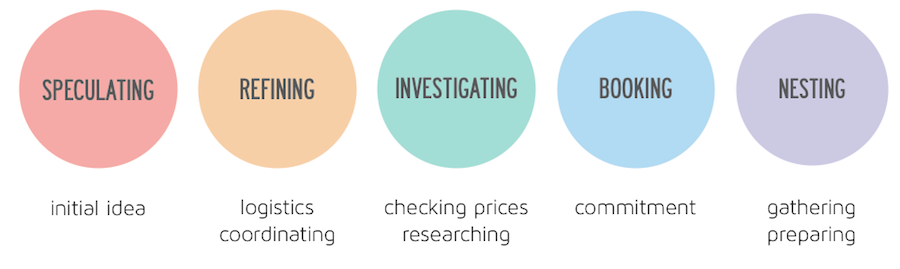 SPECULATING
REFINING
INVESTIGATING
BOOKING
NESTING
initial idea
logistics
coordinating
checking prices
researching
commitment
gathering
preparing